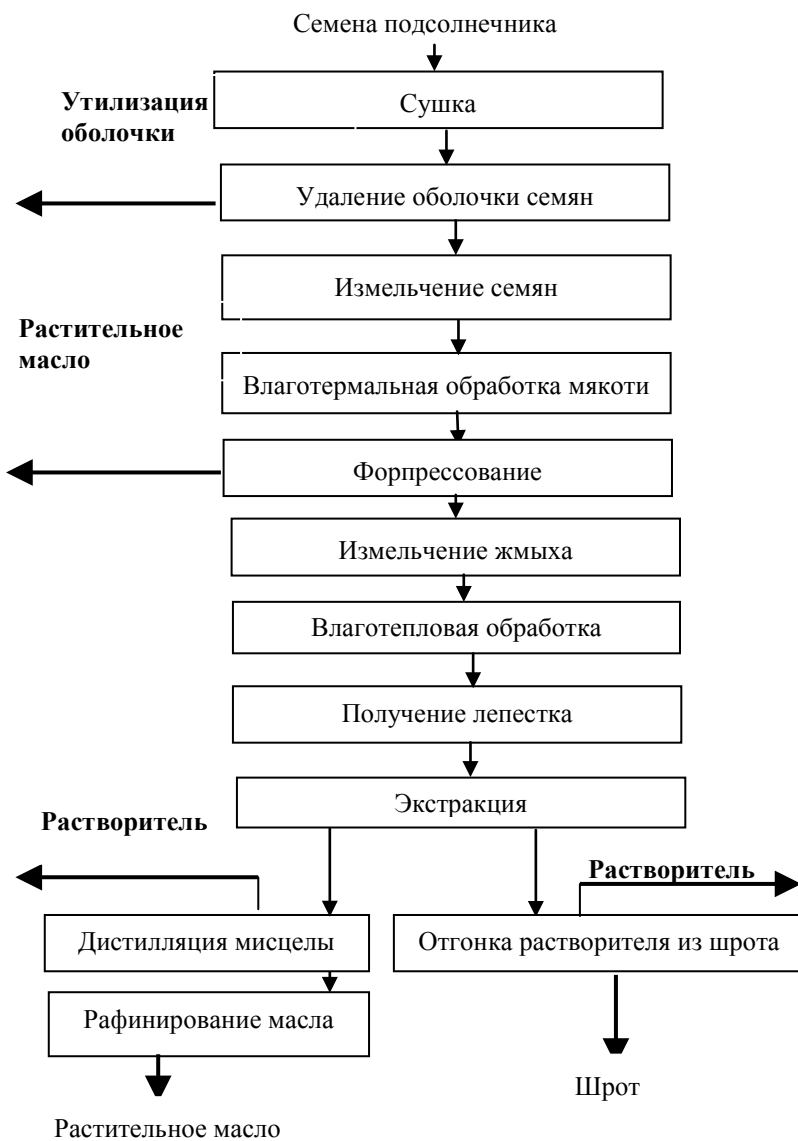 Семена подсолнечника
Утилизация
оболочки
Сушка
Удаление оболочки семян
Измельчение семян
Растительное
масло
Влаготермальная обработка мякоти
Форпрессование
Измельчение жмыха
Влаготепловая обработка
Получение лепестка
Экстракция
Растворитель
Растворитель
Дистилляция мисцелы
Отгонка растворителя из шрота
Рафинирование масла
Шрот
Растительное масло